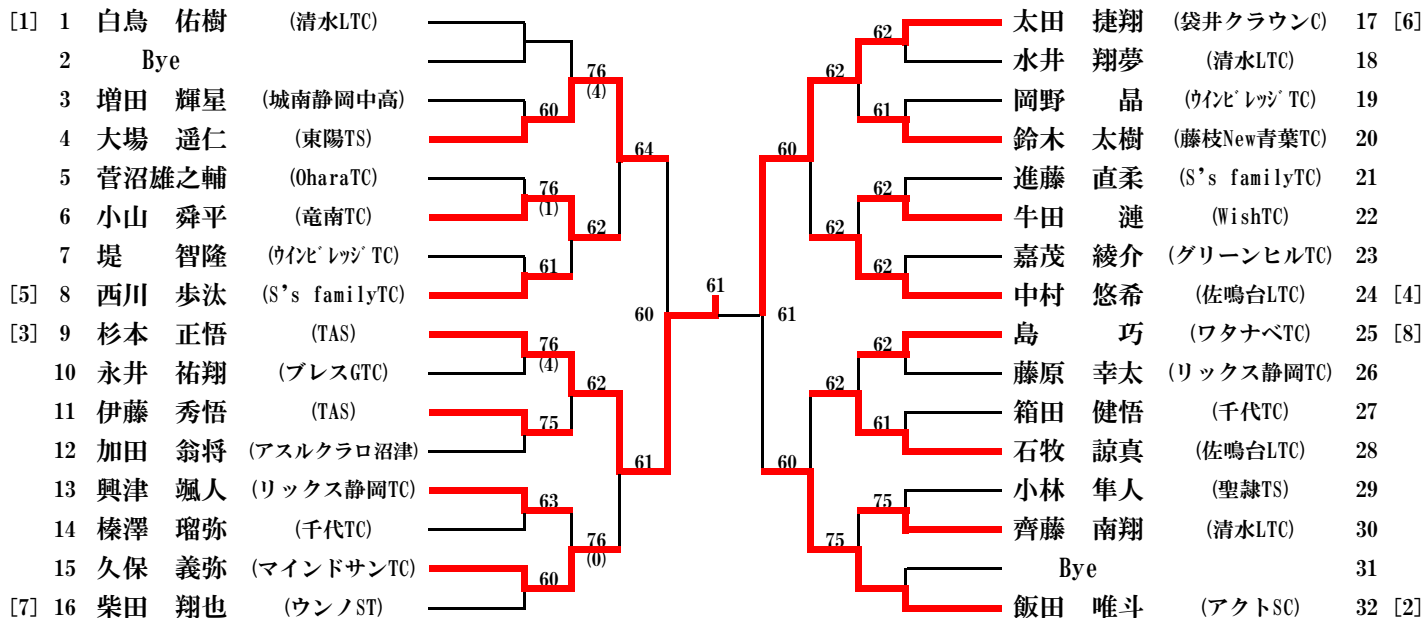 [1] 1 白鳥 佑樹 (清水LTC)
2 Bye
3 増田 輝星 (城南静岡中高)
4 大場 遥仁 (東陽TS)
5 菅沼雄之輔 (OharaTC)
6 小山 舜平 (竜南TC)
7 堤 智隆 (ｳｲﾝﾋﾞﾚｯｼﾞTC)
[5] 8 西川 歩汰 (S's familyTC)
[3] 9 杉本 正悟 (TAS)
10 永井 祐翔 (ブレスGTC)
11 伊藤 秀悟 (TAS)
12 加田 翁将 (アスルクラロ沼津)
13 興津 颯人 (リックス静岡TC)
14 榛澤 瑠弥 (千代TC)
15 久保 義弥 (マインドサンTC)
[7] 16 柴田 翔也 (ウンノST)
76
(4)
60
64
76
(1)
62
61
60
76
(4)
62
75
61
63
76
(0)
60
61
62
62
61
60
62
62
62
61
62
62
61
60
75
75
太田 捷翔 (袋井クラウンC) 17 [6]
水井 翔夢 (清水LTC) 18
岡野 晶 (ｳｲﾝﾋﾞﾚｯｼﾞTC) 19
鈴木 太樹 (藤枝New青葉TC) 20
進藤 直柔 (S's familyTC) 21
牛田 漣 (WishTC) 22
嘉茂 綾介 (グリーンヒルTC) 23
中村 悠希 (佐鳴台LTC) 24 [4]
島 巧 (ワタナベTC) 25 [8]
藤原 幸太 (リックス静岡TC) 26
箱田 健悟 (千代TC) 27
石牧 諒真 (佐鳴台LTC) 28
小林 隼人 (聖隷TS) 29
齊藤 南翔 (清水LTC) 30
Bye 31
飯田 唯斗 (アクトSC) 32 [2]